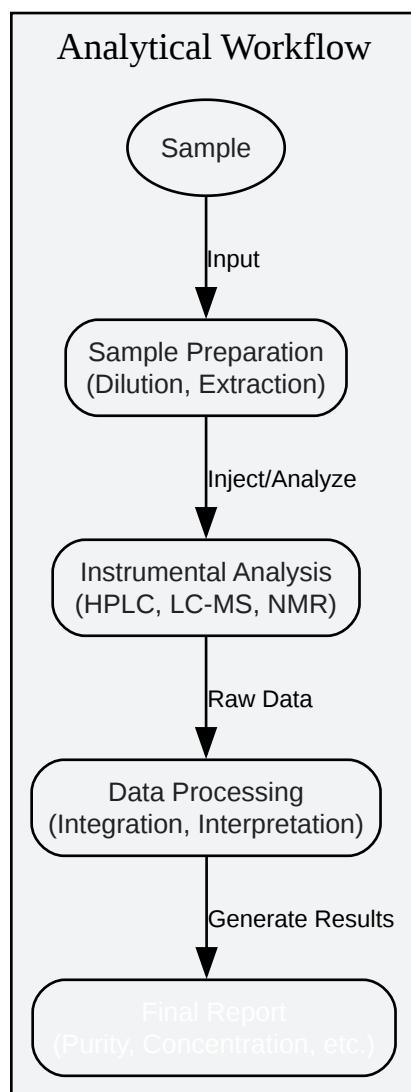 Analytical Workflow
Sample
Input
Sample Preparation
(Dilution, Extraction)
Inject/Analyze
Instrumental Analysis
(HPLC, LC-MS, NMR)
Raw Data
Data Processing
(Integration, Interpretation)
Generate Results
Final Report
(Purity, Concentration, etc.)